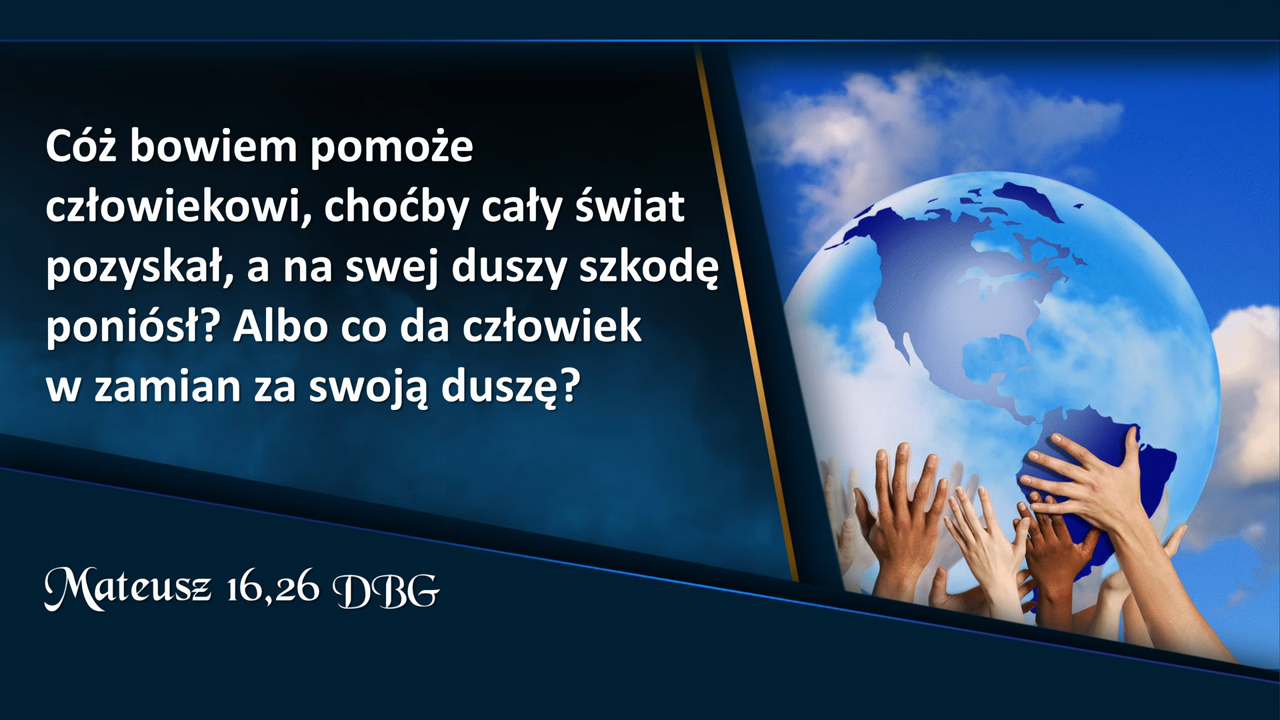 Cóż bowiem pomoże
człowiekowi, choćby cały świat
pozyskał, a na swej duszy szkodę
poniósł? Albo co da człowiek
w zamian za swoją duszę?
Mateusz 16,26 DBG